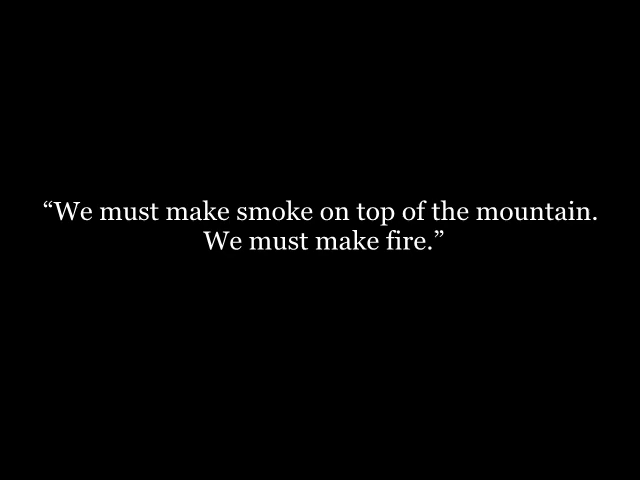 “We must make smoke on top of the mountain.
We must make fire.”